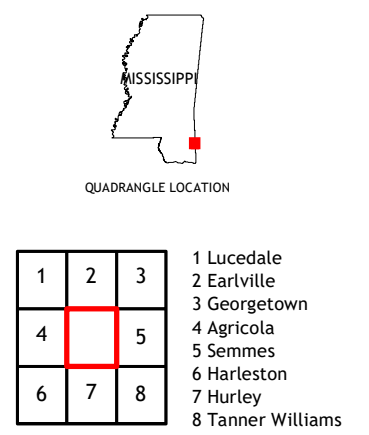 MISSISSIPPI
QUADRANGLE LOCATION
1 2 3
4 5
6 7 8
1 Lucedale
2 Earlville
3 Georgetown
4 Agricola
5 Semmes
6 Harleston
7 Hurley
8 Tanner Williams